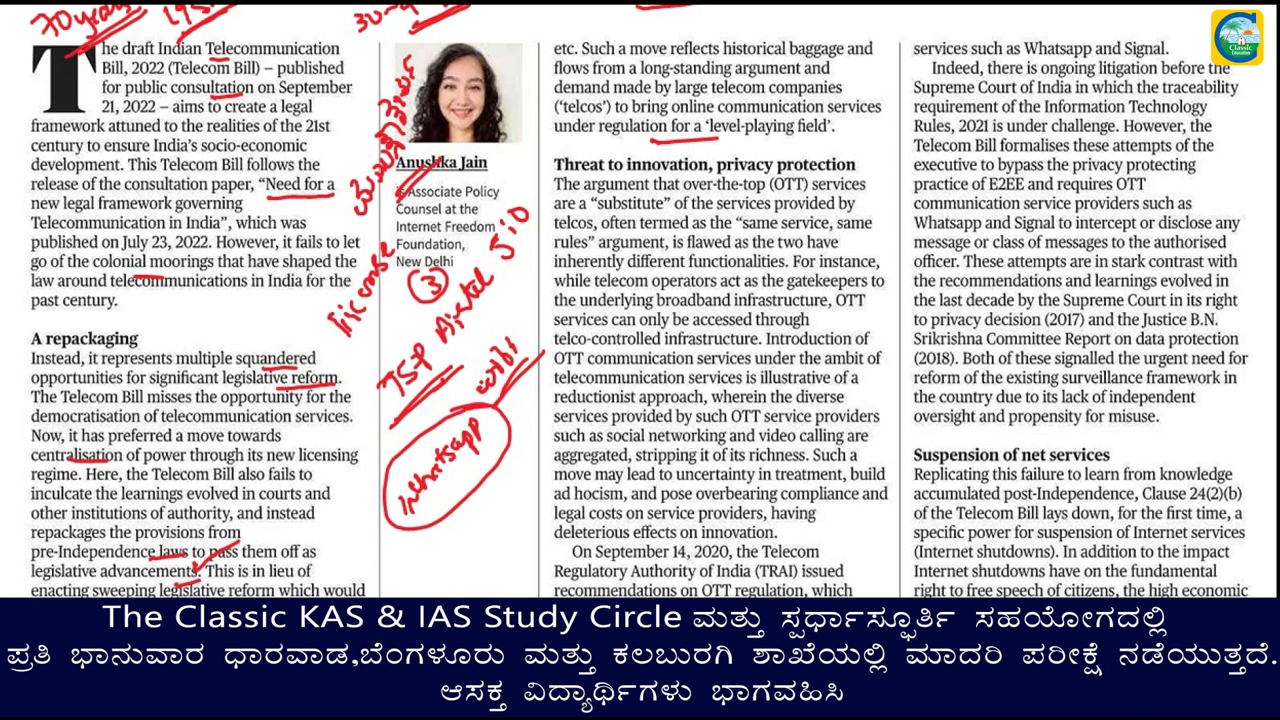 70 years
30
Classic
Education
The draft Indian Telecommunication
Bill, 2022 (Telecom Bill) – published
for public consultation on September
21, 2022 – aims to create a legal
framework attuned to the realities of the 21st
century to ensure India's socio-economic
development. This Telecom Bill follows the
release of the consultation paper, “Need for a
new legal framework governing
Telecommunication in India”, which was
published on July 23, 2022. However, it fails to let
go of the colonial moorings that have shaped the
law around telecommunications in India for the
past century.
A repackaging
Instead, it represents multiple squandered
opportunities for significant legislative reform.
The Telecom Bill misses the opportunity for the
democratisation of telecommunication services.
Now, it has preferred a move towards
centralisation of power through its new licensing
regime. Here, the Telecom Bill also fails to
inculcate the learnings evolved in courts and
other institutions of authority, and instead
repackages the provisions from
pre-Independence laws to pass them off as
legislative advancements. This is in lieu of
enacting sweeping legislative reform which would
Anushka Jain
is Associate Policy
Counsel at the
Internet Freedom
Foundation,
New Delhi
3
License
TSP Airtel Jio
Whatsapp
etc. Such a move reflects historical baggage and
flows from a long-standing argument and
demand made by large telecom companies
(‘telcos’) to bring online communication services
under regulation for a ‘level-playing field’.
Threat to innovation, privacy protection
The argument that over-the-top (OTT) services
are a “substitute” of the services provided by
telcos, often termed as the “same service, same
rules” argument, is flawed as the two have
inherently different functionalities. For instance,
while telecom operators act as the gatekeepers to
the underlying broadband infrastructure, OTT
services can only be accessed through
telco-controlled infrastructure. Introduction of
OTT communication services under the ambit of
telecommunication services is illustrative of a
reductionist approach, wherein the diverse
services provided by such OTT service providers
such as social networking and video calling are
aggregated, stripping it of its richness. Such a
move may lead to uncertainty in treatment, build
ad hocism, and pose overbearing compliance and
legal costs on service providers, having
deleterious effects on innovation.
On September 14, 2020, the Telecom
Regulatory Authority of India (TRAI) issued
recommendations on OTT regulation, which
services such as Whatsapp and Signal.
Indeed, there is ongoing litigation before the
Supreme Court of India in which the traceability
requirement of the Information Technology
Rules, 2021 is under challenge. However, the
Telecom Bill formalises these attempts of the
executive to bypass the privacy protecting
practice of E2EE and requires OTT
communication service providers such as
Whatsapp and Signal to intercept or disclose any
message or class of messages to the authorised
officer. These attempts are in stark contrast with
the recommendations and learnings evolved in
the last decade by the Supreme Court in its right
to privacy decision (2017) and the Justice B.N.
Srikrishna Committee Report on data protection
(2018). Both of these signalled the urgent need for
reform of the existing surveillance framework in
the country due to its lack of independent
oversight and propensity for misuse.
Suspension of net services
Replicating this failure to learn from knowledge
accumulated post-Independence, Clause 24(2)(b)
of the Telecom Bill lays down, for the first time, a
specific power for suspension of Internet services
(Internet shutdowns). In addition to the impact
Internet shutdowns have on the fundamental
right to free speech of citizens, the high economic
The Classic KAS & IAS Study Circle ಮತ್ತು ಸ್ಪರ್ಧಾಸ್ಫೂರ್ತಿ ಸಹಯೋಗದಲ್ಲಿ
ಪ್ರತಿ ಭಾನುವಾರ ಧಾರವಾಡ,ಬೆಂಗಳೂರು ಮತ್ತು ಕಲಬುರಗಿ ಶಾಖೆಯಲ್ಲಿ ಮಾದರಿ ಪರೀಕ್ಷೆ ನಡೆಯುತ್ತದೆ.
ಆಸಕ್ತ ವಿದ್ಯಾರ್ಥಿಗಳು ಭಾಗವಹಿಸಿ